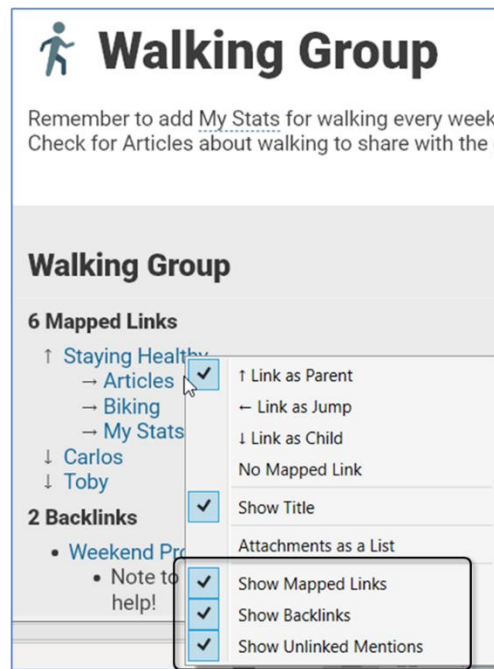 Walking Group
Remember to add My Stats for walking every week
Check for Articles about walking to share with the
Walking Group
6 Mapped Links
↑ Staying Healthy
→ Articles
→ Biking
→ My Stats
↓ Carlos
↓ Toby
2 Backlinks
• Weekend Pr
• Note to
help!
↑ Link as Parent
← Link as Jump
↓ Link as Child
No Mapped Link
Show Title
Attachments as a List
Show Mapped Links
Show Backlinks
Show Unlinked Mentions